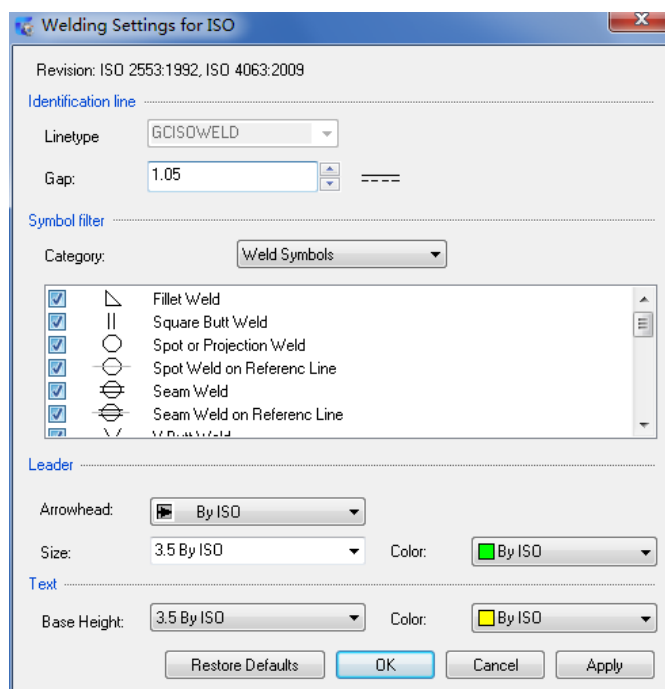 Welding Settings for ISO
Revision: ISO 2553:1992, ISO 4063:2009
Identification line
Linetype GCISOWELD
Gap: 1.05
Symbol filter
Category: Weld Symbols
Fillet Weld
Square Butt Weld
Spot or Projection Weld
Spot Weld on Referenc Line
Seam Weld
Seam Weld on Referenc Line
V Butt Weld
Leader
Arrowhead: By ISO
Size: 3.5 By ISO Color: By ISO
Text
Base Height: 3.5 By ISO Color: By ISO
Restore Defaults OK Cancel Apply